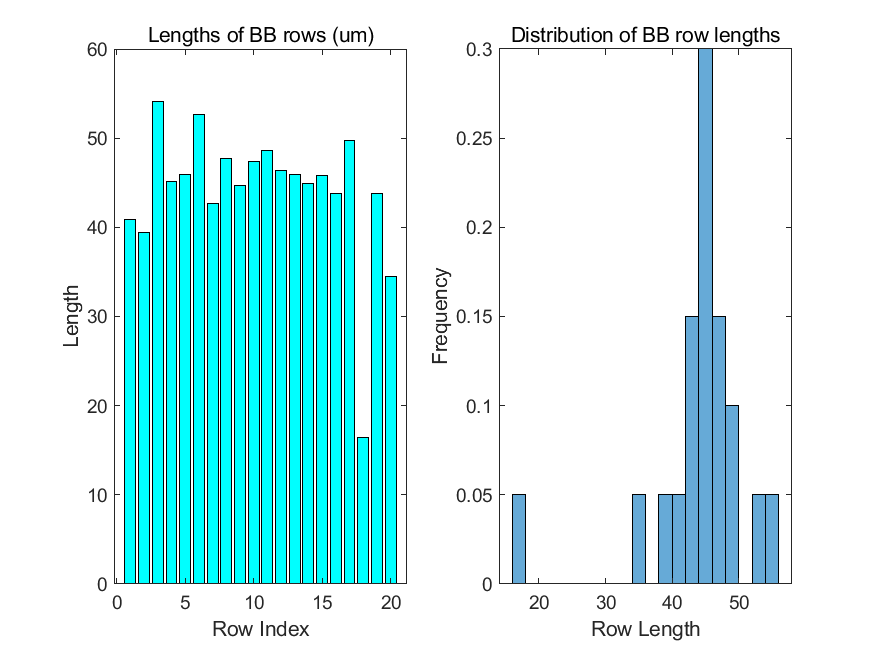 Lengths of BB rows (um)
60
50
40
30
20
10
0
Length
0 5 10 15 20
Row Index
Distribution of BB row lengths
0.3
0.25
0.2
0.15
0.1
0.05
0
Frequency
20 30 40 50
Row Length